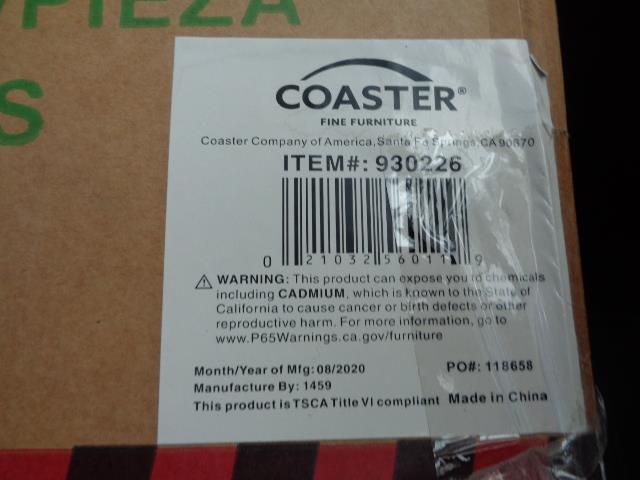 PIEZA
S
COASTER®
FINE FURNITURE
Coaster Company of America, Santa Fe Springs, CA 90670
ITEM#: 930226
0 21032 56011 9
⚠ WARNING: This product can expose you to chemicals
including CADMIUM, which is known to the State of
California to cause cancer or birth defects or other
reproductive harm. For more information, go to
www.P65Warnings.ca.gov/furniture
Month/Year of Mfg: 08/2020 PO#: 118658
Manufacture By: 1459
This product is TSCA Title VI compliant Made in China